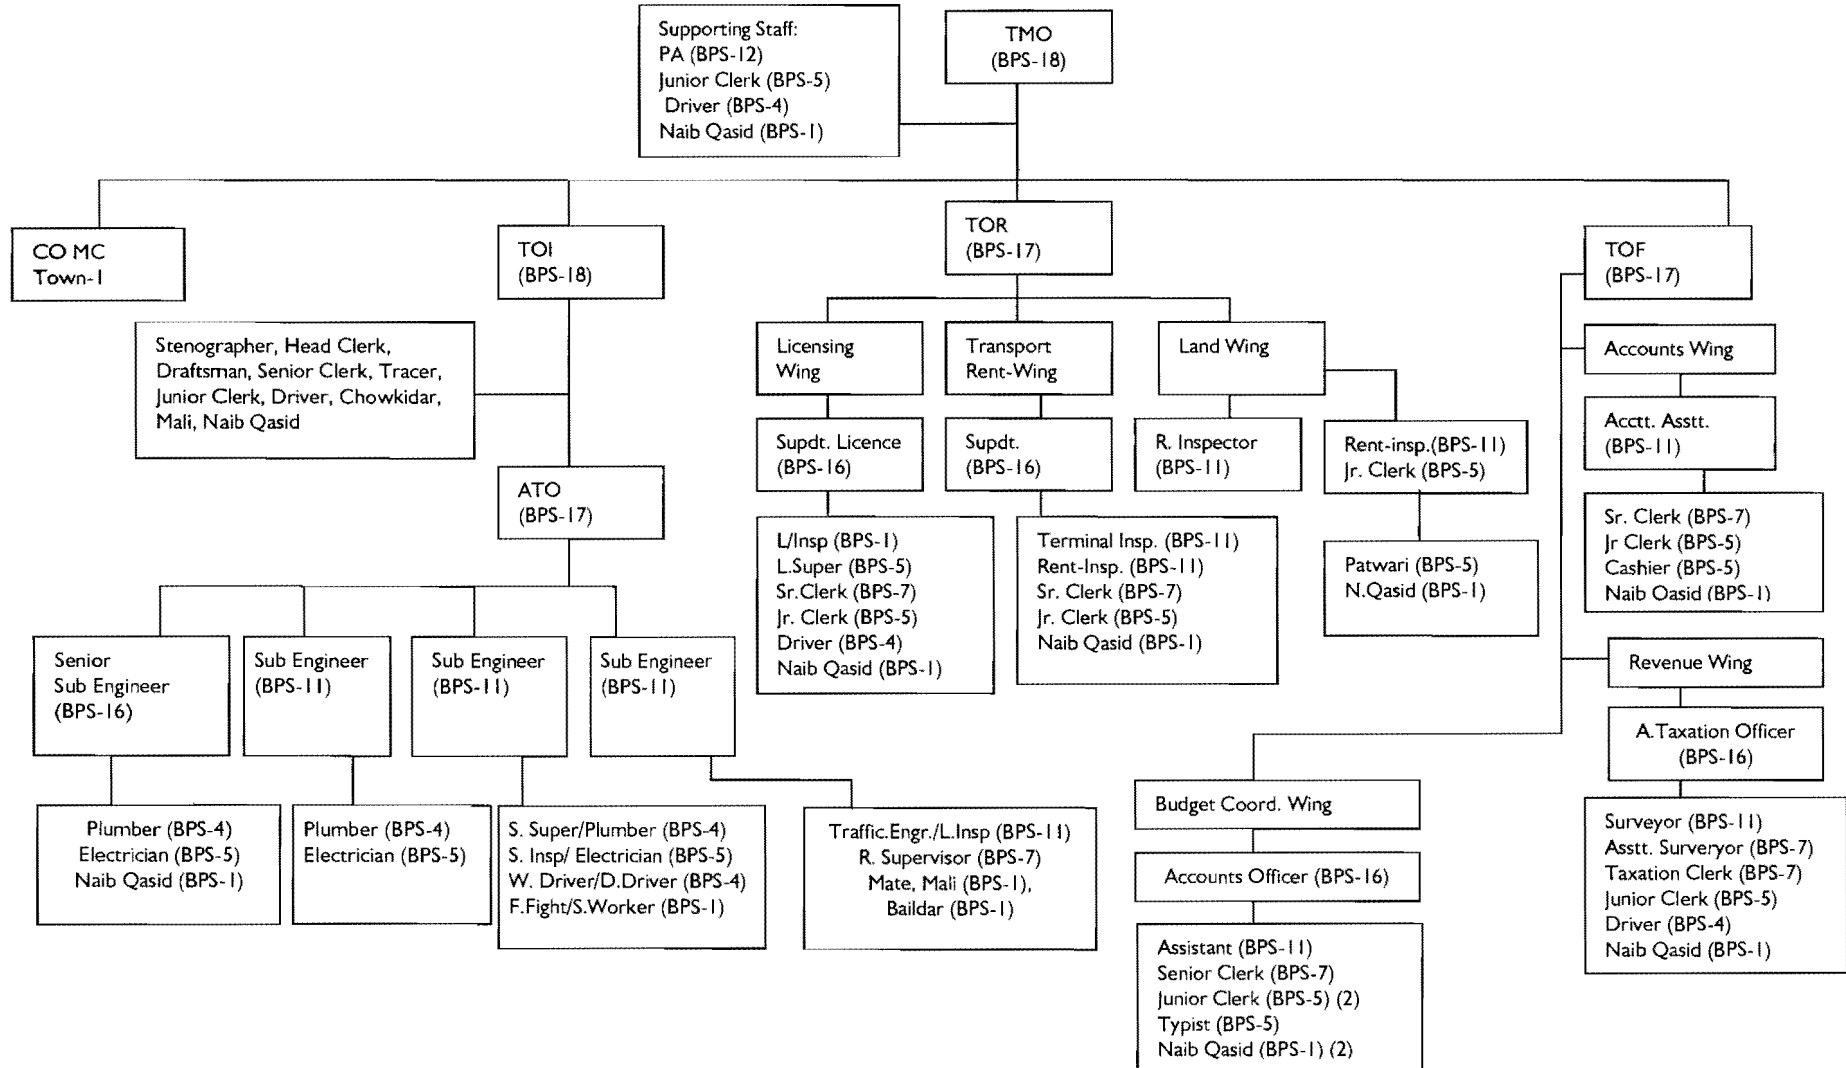 Supporting Staff:
PA (BPS-12)
Junior Clerk (BPS-5)
Driver (BPS-4)
Naib Qasid (BPS-1)
TMO
(BPS-18)
CO MC
Town-1
TOI
(BPS-18)
TOR
(BPS-17)
TOF
(BPS-17)
Stenographer, Head Clerk,
Draftsman, Senior Clerk, Tracer,
Junior Clerk, Driver, Chowkidar,
Mali, Naib Qasid
ATO
(BPS-17)
Senior
Sub Engineer
(BPS-16)
Sub Engineer
(BPS-11)
Sub Engineer
(BPS-11)
Sub Engineer
(BPS-11)
Plumber (BPS-4)
Electrician (BPS-5)
Naib Qasid (BPS-1)
Plumber (BPS-4)
Electrician (BPS-5)
S. Super/Plumber (BPS-4)
S. Insp/ Electrician (BPS-5)
W. Driver/D.Driver (BPS-4)
F.Fight/S.Worker (BPS-1)
Traffic.Engr./L.Insp (BPS-11)
R. Supervisor (BPS-7)
Mate, Mali (BPS-1),
Baildar (BPS-1)
Licensing
Wing
Transport
Rent-Wing
Land Wing
Supdt. Licence
(BPS-16)
Supdt.
(BPS-16)
R. Inspector
(BPS-11)
Rent-insp.(BPS-11)
Jr. Clerk (BPS-5)
L/Insp (BPS-1)
L.Super (BPS-5)
Sr.Clerk (BPS-7)
Jr. Clerk (BPS-5)
Driver (BPS-4)
Naib Qasid (BPS-1)
Terminal Insp. (BPS-11)
Rent-Insp. (BPS-11)
Sr. Clerk (BPS-7)
Jr. Clerk (BPS-5)
Naib Qasid (BPS-1)
Patwari (BPS-5)
N.Qasid (BPS-1)
Accounts Wing
Acctt. Asstt.
(BPS-11)
Sr. Clerk (BPS-7)
Jr Clerk (BPS-5)
Cashier (BPS-5)
Naib Oasid (BPS-1)
Revenue Wing
A.Taxation Officer
(BPS-16)
Surveyor (BPS-11)
Asstt. Surveryor (BPS-7)
Taxation Clerk (BPS-7)
Junior Clerk (BPS-5)
Driver (BPS-4)
Naib Qasid (BPS-1)
Budget Coord. Wing
Accounts Officer (BPS-16)
Assistant (BPS-11)
Senior Clerk (BPS-7)
Junior Clerk (BPS-5) (2)
Typist (BPS-5)
Naib Qasid (BPS-1) (2)